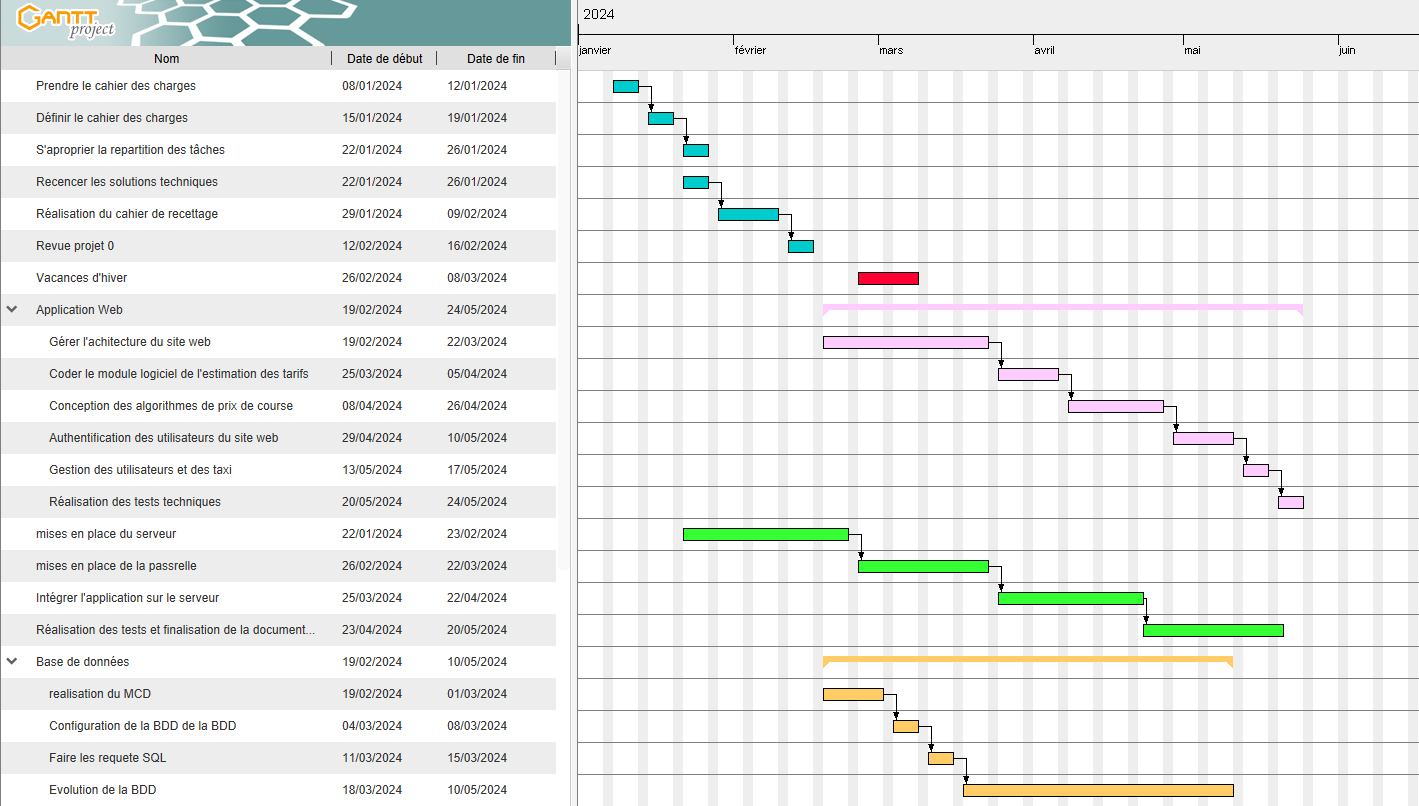 GANTT
project
2024
janvier février mars avril mai juin
Nom Date de début Date de fin
Prendre le cahier des charges 08/01/2024 12/01/2024
Définir le cahier des charges 15/01/2024 19/01/2024
S'aproprier la repartition des tâches 22/01/2024 26/01/2024
Recencer les solutions techniques 22/01/2024 26/01/2024
Réalisation du cahier de recettage 29/01/2024 09/02/2024
Revue projet 0 12/02/2024 16/02/2024
Vacances d'hiver 26/02/2024 08/03/2024
Application Web 19/02/2024 24/05/2024
Gérer l'achitecture du site web 19/02/2024 22/03/2024
Coder le module logiciel de l'estimation des tarifs 25/03/2024 05/04/2024
Conception des algorithmes de prix de course 08/04/2024 26/04/2024
Authentification des utilisateurs du site web 29/04/2024 10/05/2024
Gestion des utilisateurs et des taxi 13/05/2024 17/05/2024
Réalisation des tests techniques 20/05/2024 24/05/2024
mises en place du serveur 22/01/2024 23/02/2024
mises en place de la passrelle 26/02/2024 22/03/2024
Intégrer l'application sur le serveur 25/03/2024 22/04/2024
Réalisation des tests et finalisation de la document... 23/04/2024 20/05/2024
Base de données 19/02/2024 10/05/2024
realisation du MCD 19/02/2024 01/03/2024
Configuration de la BDD de la BDD 04/03/2024 08/03/2024
Faire les requete SQL 11/03/2024 15/03/2024
Evolution de la BDD 18/03/2024 10/05/2024